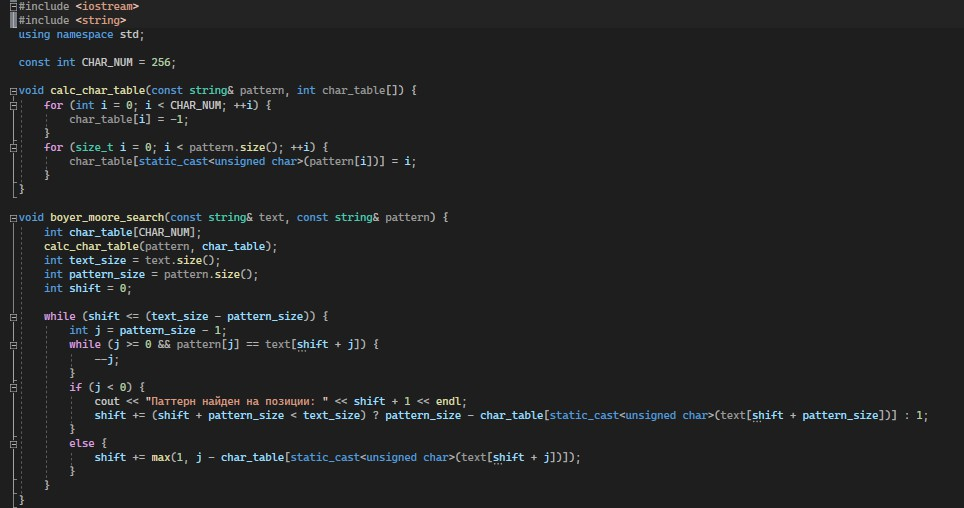 #include <iostream>
#include <string>
using namespace std;

const int CHAR_NUM = 256;

void calc_char_table(const string& pattern, int char_table[]) {
    for (int i = 0; i < CHAR_NUM; ++i) {
        char_table[i] = -1;
    }
    for (size_t i = 0; i < pattern.size(); ++i) {
        char_table[static_cast<unsigned char>(pattern[i])] = i;
    }
}

void boyer_moore_search(const string& text, const string& pattern) {
    int char_table[CHAR_NUM];
    calc_char_table(pattern, char_table);
    int text_size = text.size();
    int pattern_size = pattern.size();
    int shift = 0;

    while (shift <= (text_size - pattern_size)) {
        int j = pattern_size - 1;
        while (j >= 0 && pattern[j] == text[shift + j]) {
            --j;
        }
        if (j < 0) {
            cout << "Паттерн найден на позиции: " << shift + 1 << endl;
            shift += (shift + pattern_size < text_size) ? pattern_size - char_table[static_cast<unsigned char>(text[shift + pattern_size])] : 1;
        }
        else {
            shift += max(1, j - char_table[static_cast<unsigned char>(text[shift + j])]);
        }
    }
}